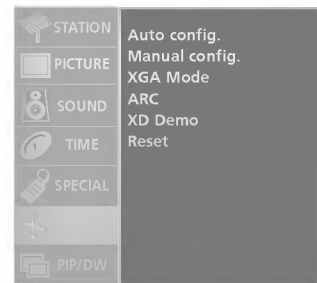 STATION
PICTURE
SOUND
TIME
SPECIAL
PIP/DW
Auto config.
Manual config.
XGA Mode
ARC
XD Demo
Reset